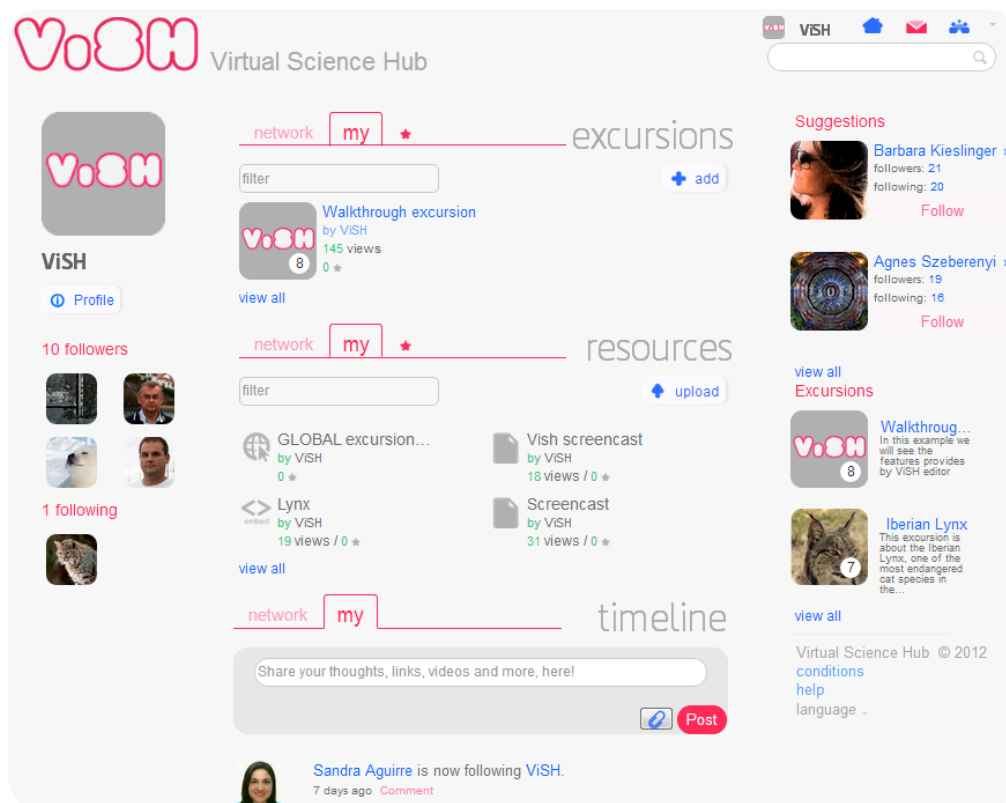 ViSH Virtual Science Hub
ViSH
ViSH
ViSH
ViSH
Profile
10 followers
1 following
network my excursions
filter
add
ViSH
8
Walkthrough excursion
by ViSH
145 views
0
view all
network my resources
filter
upload
GLOBAL excursion...
by ViSH
0
Vish screencast
by ViSH
18 views / 0
embed
Lynx
by ViSH
19 views / 0
Screencast
by ViSH
31 views / 0
view all
network my timeline
Share your thoughts, links, videos and more, here!
Post
Sandra Aguirre is now following ViSH.
7 days ago Comment
Suggestions
Barbara Kieslinger
followers: 21
following: 20
Follow
Agnes Szeberenyi
followers: 19
following: 16
Follow
view all
Excursions
ViSH
8
Walkthroug...
In this example we
will see the
features provides
by ViSH editor
7
Iberian Lynx
This excursion is
about the Iberian
Lynx, one of the
most endangered
cat species in
the...
view all
Virtual Science Hub © 2012
conditions
help
language